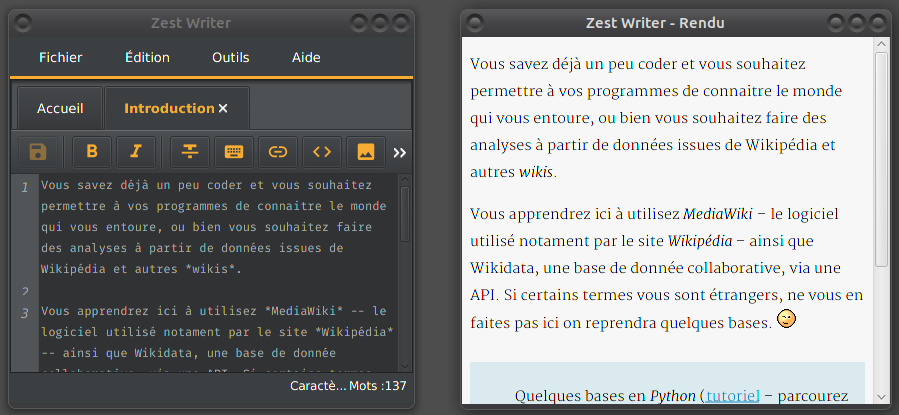 Zest Writer
Fichier Édition Outils Aide
Accueil Introduction
B I
1 Vous savez déjà un peu coder et vous souhaitez
permettre à vos programmes de connaitre le monde
qui vous entoure, ou bien vous souhaitez faire
des analyses à partir de données issues de
Wikipédia et autres *wikis*.
2
3 Vous apprendrez ici à utilisez *MediaWiki* -- le
logiciel utilisé notament par le site *Wikipédia*
-- ainsi que Wikidata, une base de donnée
collaborative, via une API. Si certains termes
Caractè... Mots :137
Zest Writer - Rendu
Vous savez déjà un peu coder et vous souhaitez
permettre à vos programmes de connaitre le monde
qui vous entoure, ou bien vous souhaitez faire des
analyses à partir de données issues de Wikipédia et
autres wikis.
Vous apprendrez ici à utilisez MediaWiki – le logiciel
utilisé notament par le site Wikipédia – ainsi que
Wikidata, une base de donnée collaborative, via une
API. Si certains termes vous sont étrangers, ne vous en
faites pas ici on reprendra quelques bases.
Quelques bases en Python (tutoriel – parcourez